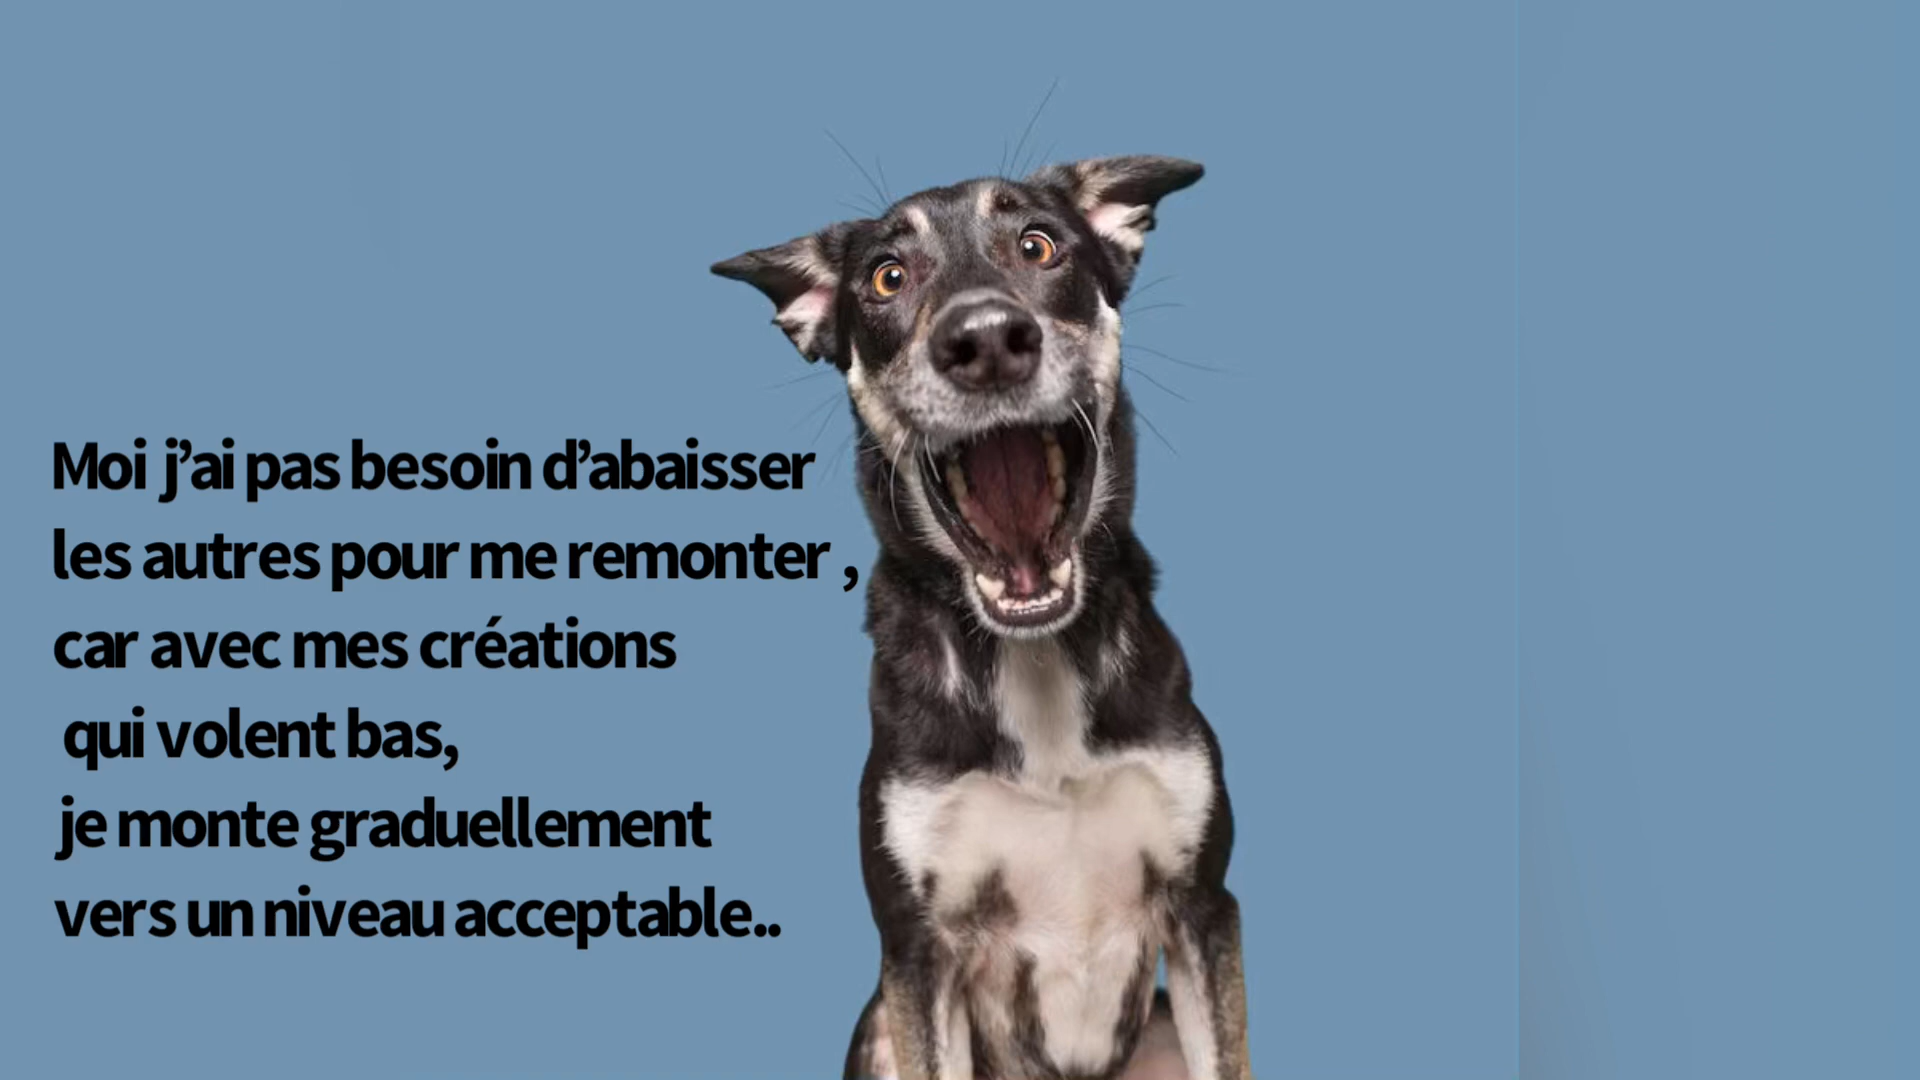 Moi j’ai pas besoin d’abaisser
les autres pour me remonter ,
car avec mes créations
qui volent bas,
je monte graduellement
vers un niveau acceptable..